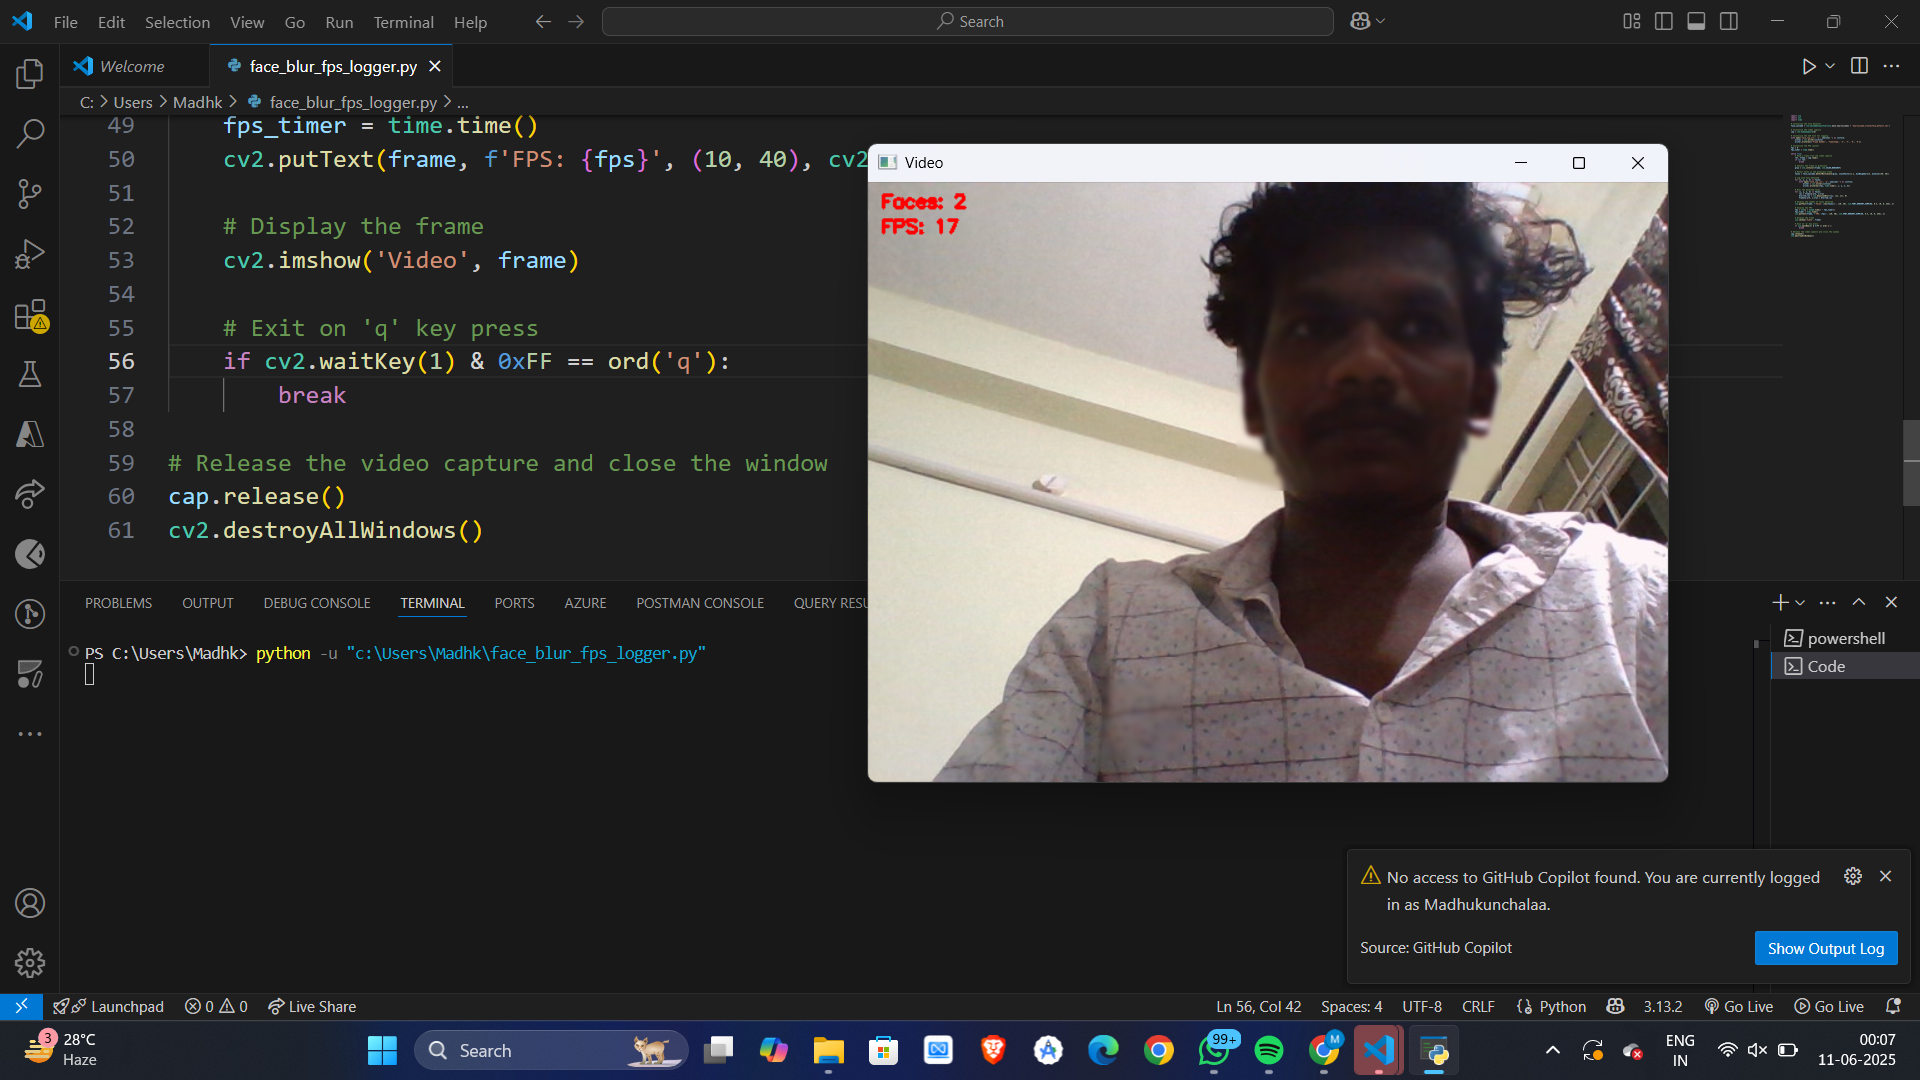 File Edit Selection View Go Run Terminal Help
Search
Welcome
face_blur_fps_logger.py
C: > Users > Madhk > face_blur_fps_logger.py > ...
49 fps_timer = time.time()
50 cv2.putText(frame, f'FPS: {fps}', (10, 40), cv2
51
52 # Display the frame
53 cv2.imshow('Video', frame)
54
55 # Exit on 'q' key press
56 if cv2.waitKey(1) & 0xFF == ord('q'):
57 break
58
59 # Release the video capture and close the window
60 cap.release()
61 cv2.destroyAllWindows()
Video
Faces: 2
FPS: 17
PROBLEMS OUTPUT DEBUG CONSOLE TERMINAL PORTS AZURE POSTMAN CONSOLE QUERY RESU
PS C:\Users\Madhk> python -u "c:\Users\Madhk\face_blur_fps_logger.py"
powershell
Code
No access to GitHub Copilot found. You are currently logged
in as Madhukunchalaa.
Source: GitHub Copilot
Show Output Log
Launchpad 0 0 Live Share
Ln 56, Col 42 Spaces: 4 UTF-8 CRLF Python 3.13.2 Go Live Go Live
3
28°C
Haze
Search
99+
M
ENG
IN
00:07
11-06-2025